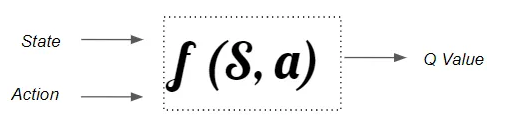 State
f (S, a)
Q Value
Action